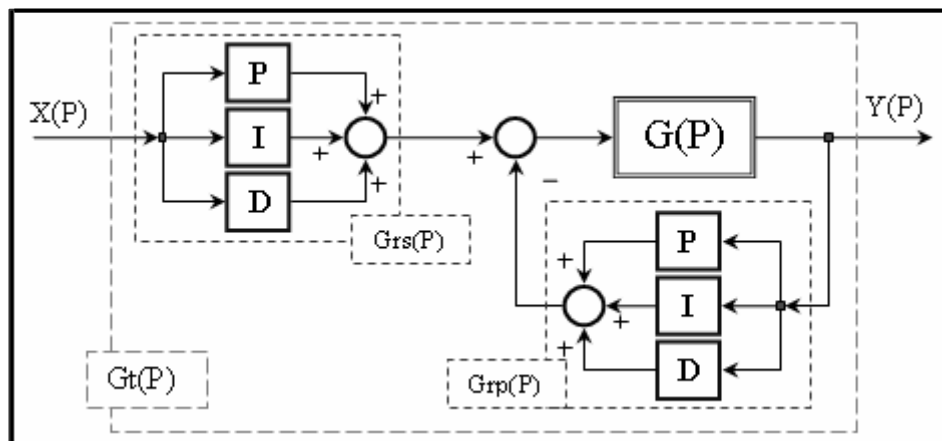 X(P)
P
I
D
+
+
+
Grs(P)
+
−
G(P)
Y(P)
P
I
D
+
+
+
Grp(P)
Gt(P)